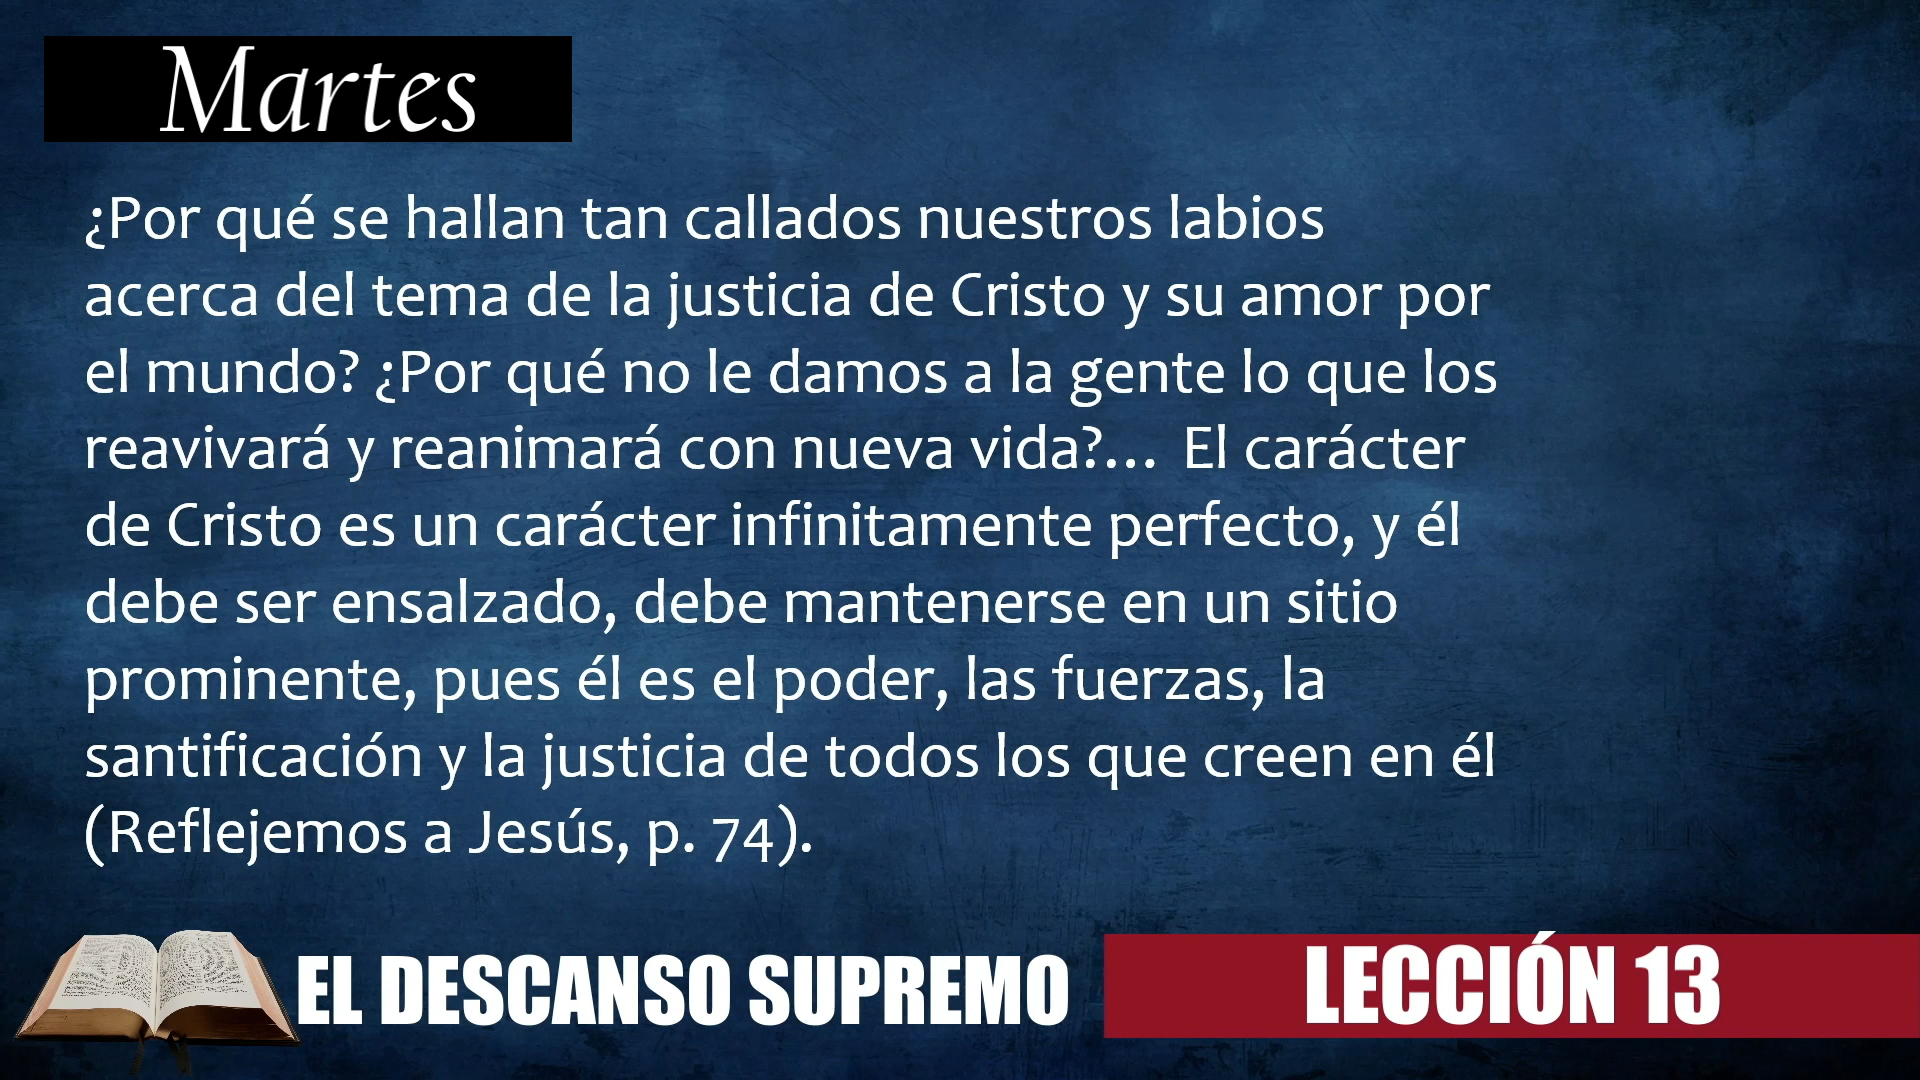 Martes
¿Por qué se hallan tan callados nuestros labios
acerca del tema de la justicia de Cristo y su amor por
el mundo? ¿Por qué no le damos a la gente lo que los
reavivará y reanimará con nueva vida?... El carácter
de Cristo es un carácter infinitamente perfecto, y él
debe ser ensalzado, debe mantenerse en un sitio
prominente, pues él es el poder, las fuerzas, la
santificación y la justicia de todos los que creen en él
(Reflejemos a Jesús, p. 74).
EL DESCANSO SUPREMO
LECCIÓN 13